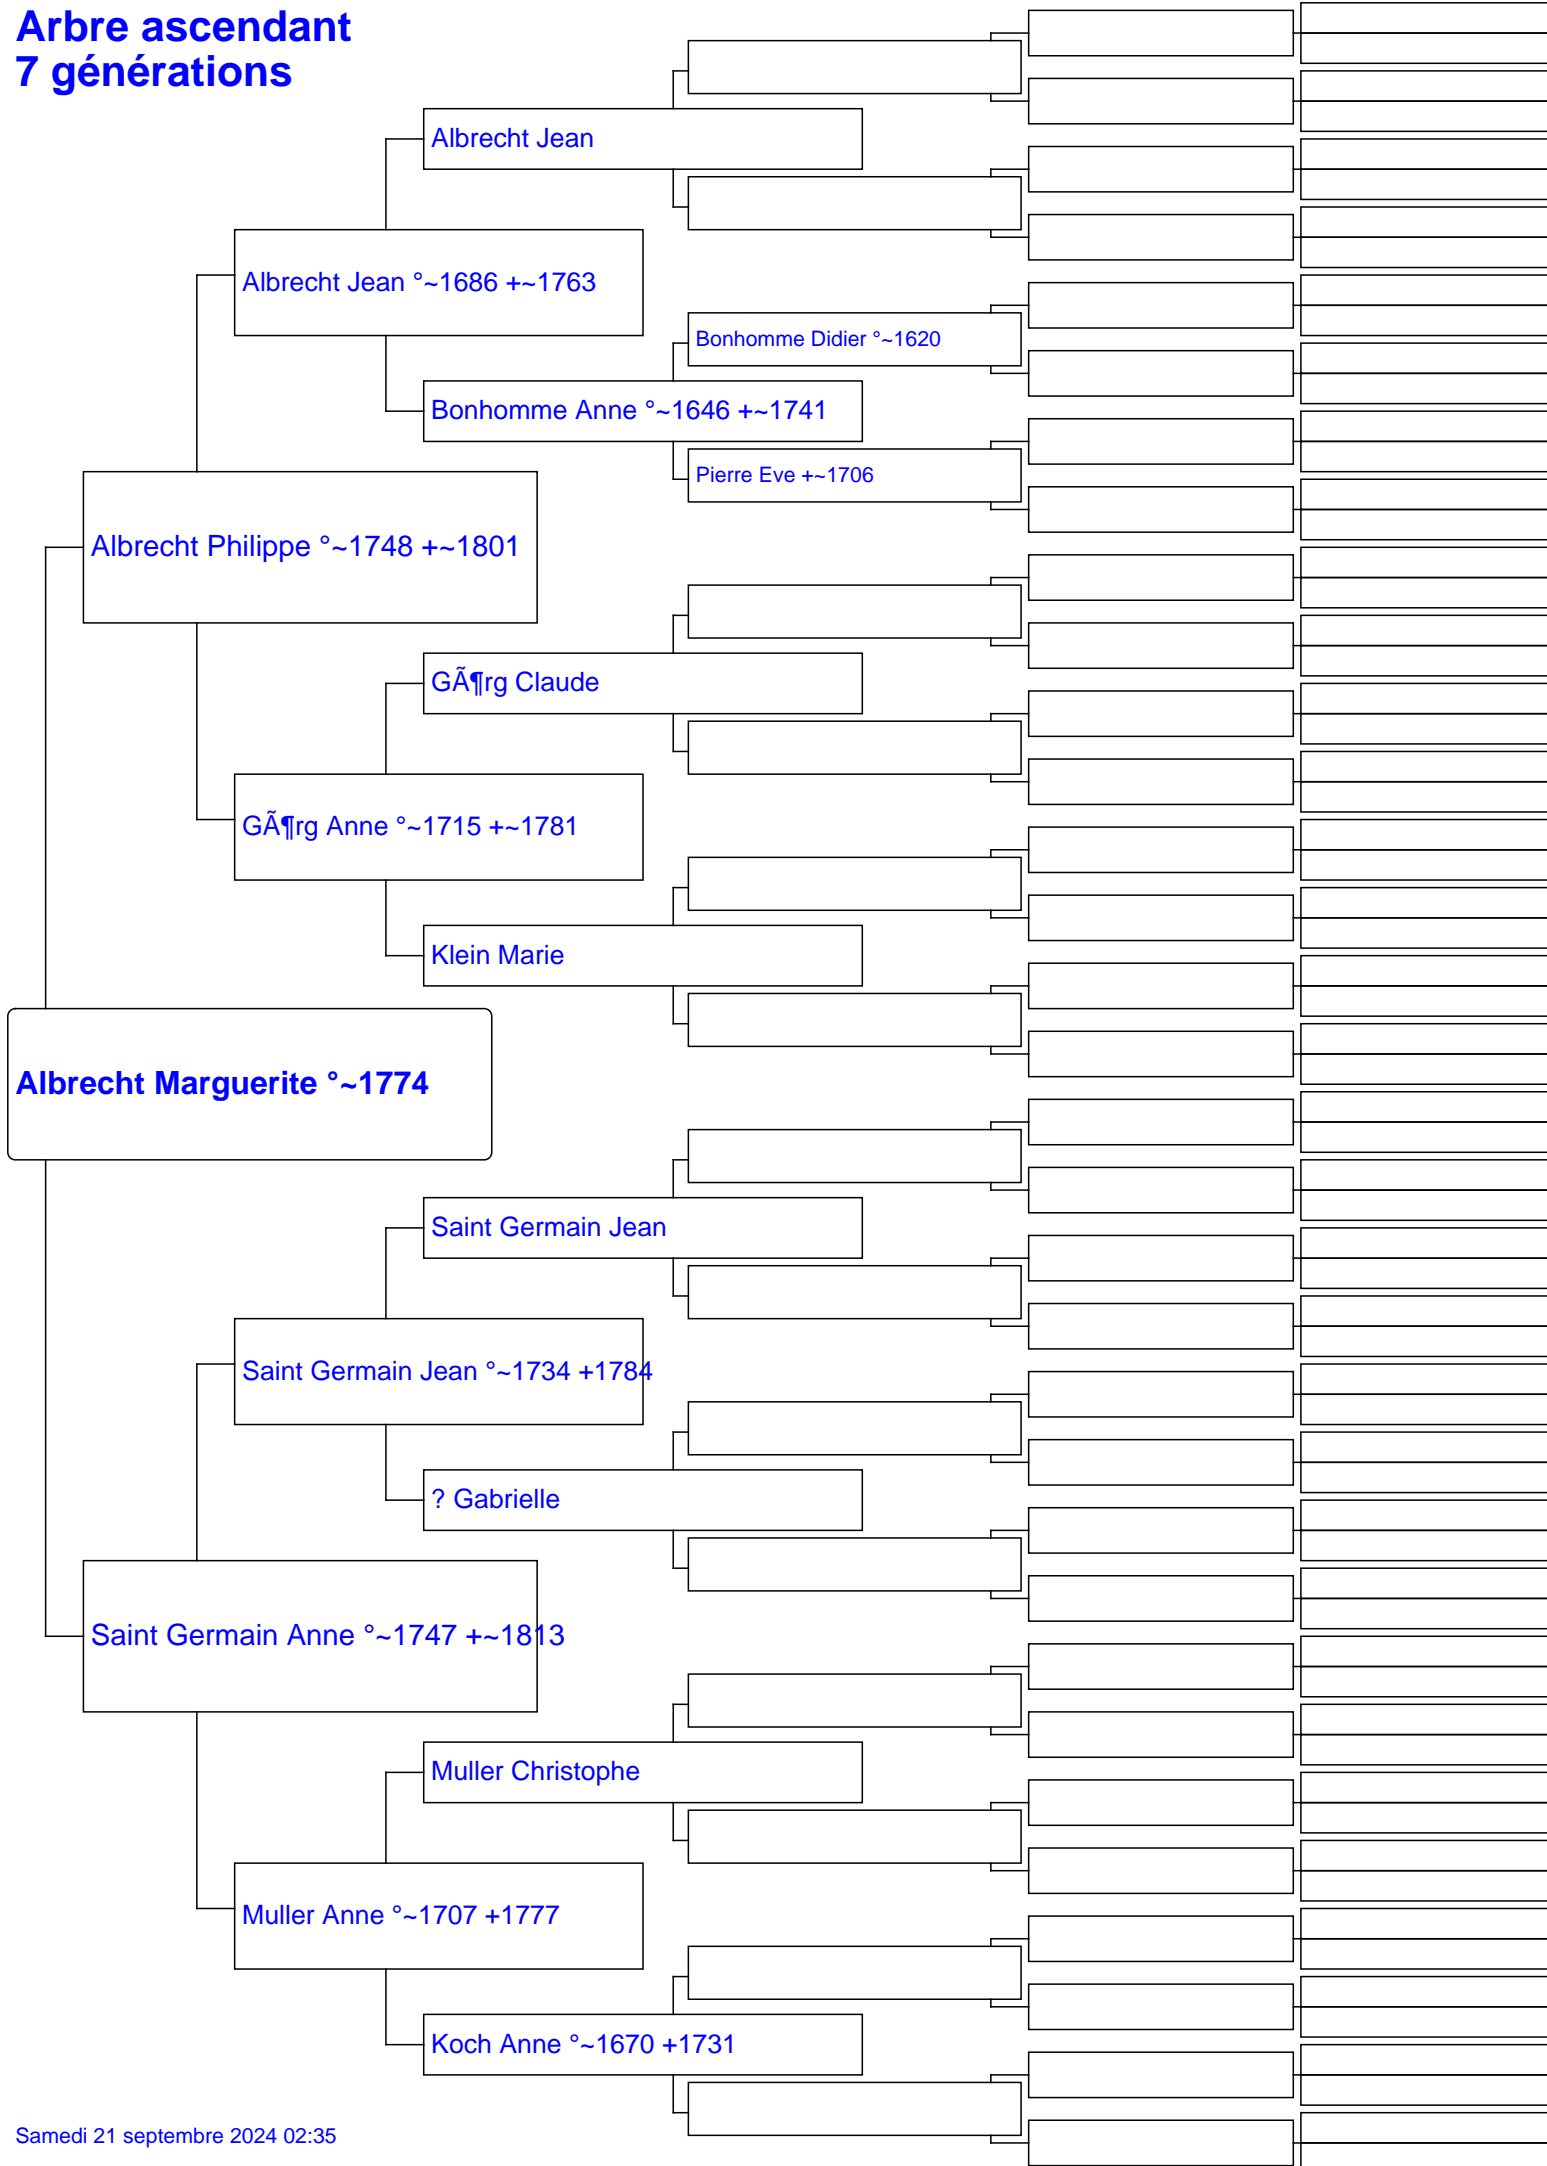 Arbre ascendant
7 générations
Albrecht Jean
Albrecht Jean °~1686 +~1763
Bonhomme Didier °~1620
Bonhomme Anne °~1646 +~1741
Pierre Eve +~1706
Albrecht Philippe °~1748 +~1801
GÃ¶rg Claude
GÃ¶rg Anne °~1715 +~1781
Klein Marie
Albrecht Marguerite °~1774
Saint Germain Jean
Saint Germain Jean °~1734 +1784
? Gabrielle
Saint Germain Anne °~1747 +~1813
Muller Christophe
Muller Anne °~1707 +1777
Koch Anne °~1670 +1731
Samedi 21 septembre 2024 02:35